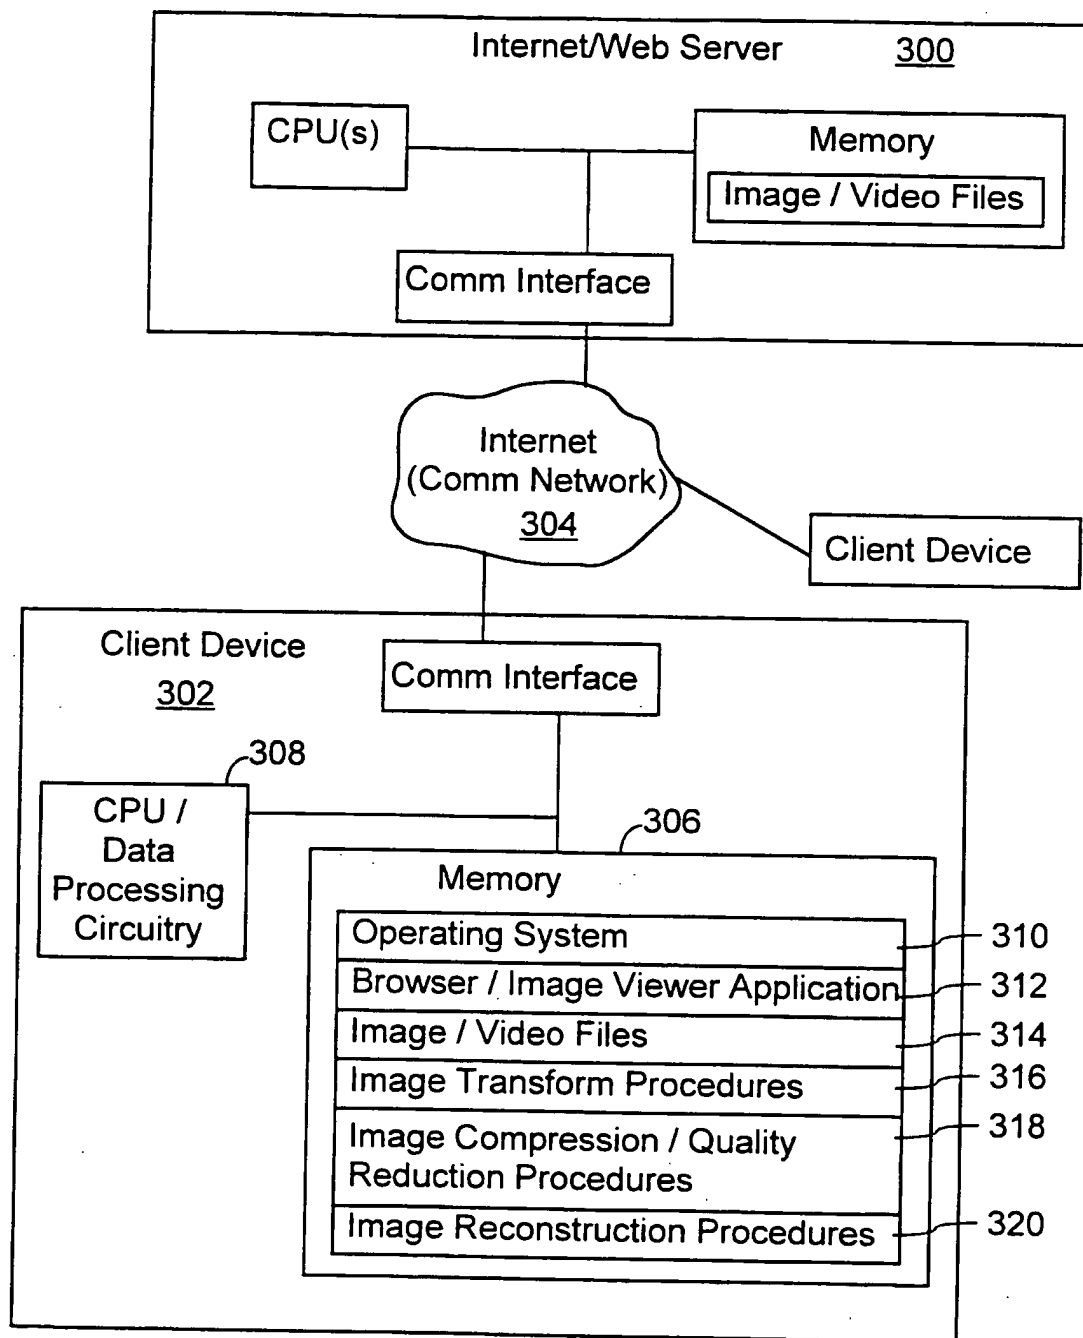 Internet/Web Server 300
CPU(s)
Memory
Image / Video Files
Comm Interface
Internet
(Comm Network)
304
Client Device
Client Device
302
Comm Interface
308
CPU /
Data
Processing
Circuitry
306
Memory
Operating System 310
Browser / Image Viewer Application 312
Image / Video Files 314
Image Transform Procedures 316
Image Compression / Quality 318
Reduction Procedures
Image Reconstruction Procedures 320